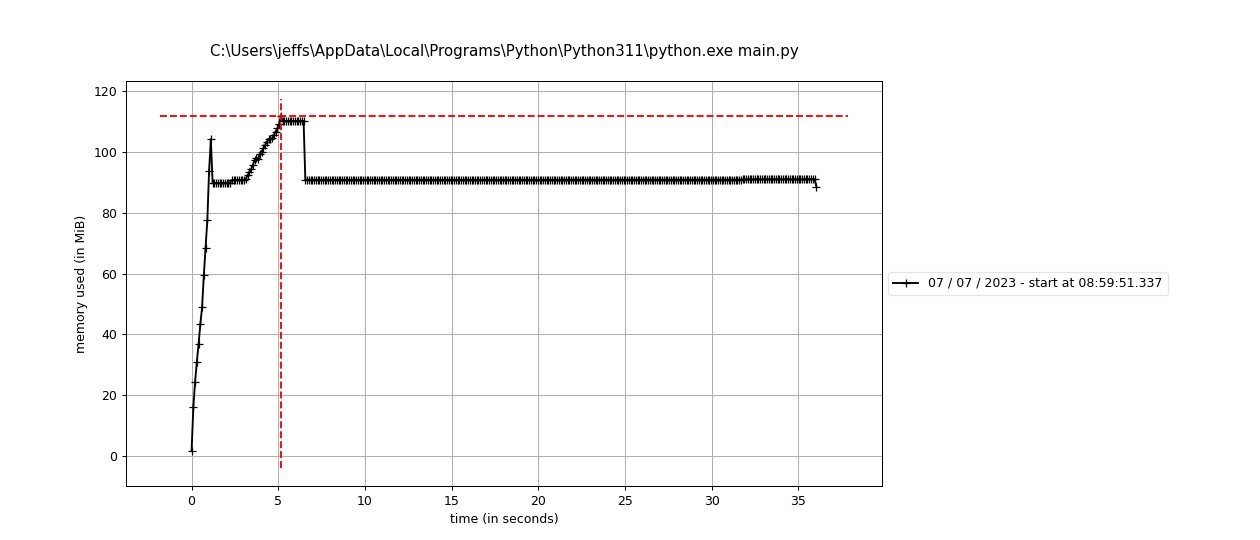 C:\Users\jeffs\AppData\Local\Programs\Python\Python311\python.exe main.py
120
100
80
60
40
20
0
memory used (in MiB)
0 5 10 15 20 25 30 35
time (in seconds)
07 / 07 / 2023 - start at 08:59:51.337